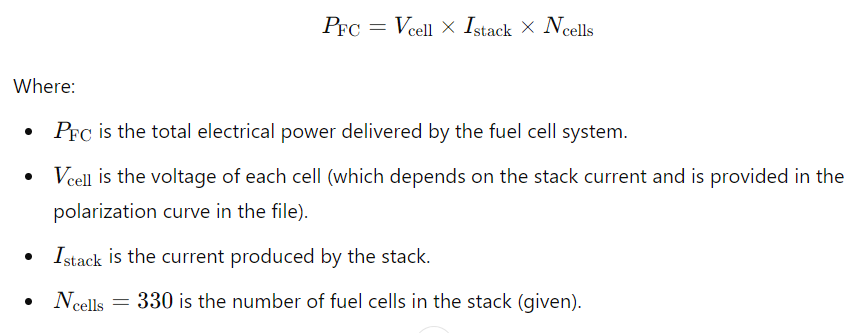 P_FC = V_cell × I_stack × N_cells
Where:
• P_FC is the total electrical power delivered by the fuel cell system.
• V_cell is the voltage of each cell (which depends on the stack current and is provided in the
polarization curve in the file).
• I_stack is the current produced by the stack.
• N_cells = 330 is the number of fuel cells in the stack (given).